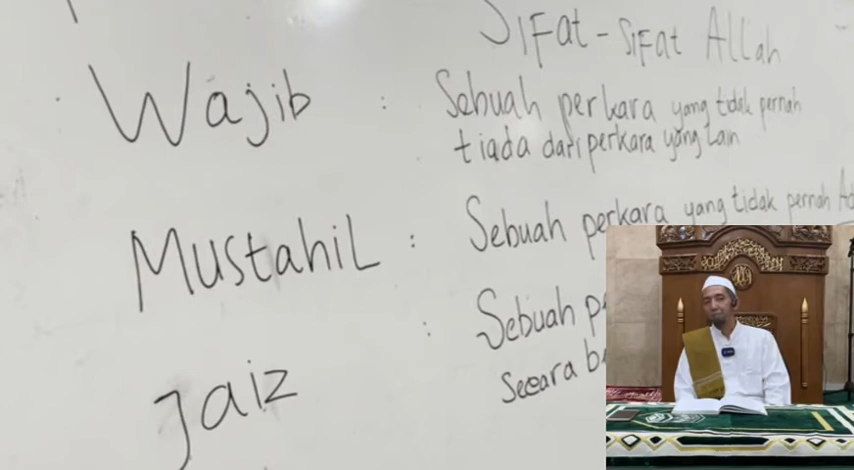 Sifat - Sifat Allah
Wajib : Sebuah perkara yang tidak pernah
tiada dari perkara yang lain
Mustahil : Sebuah perkara yang tidak pernah
Jaiz : Sebuah
Secara